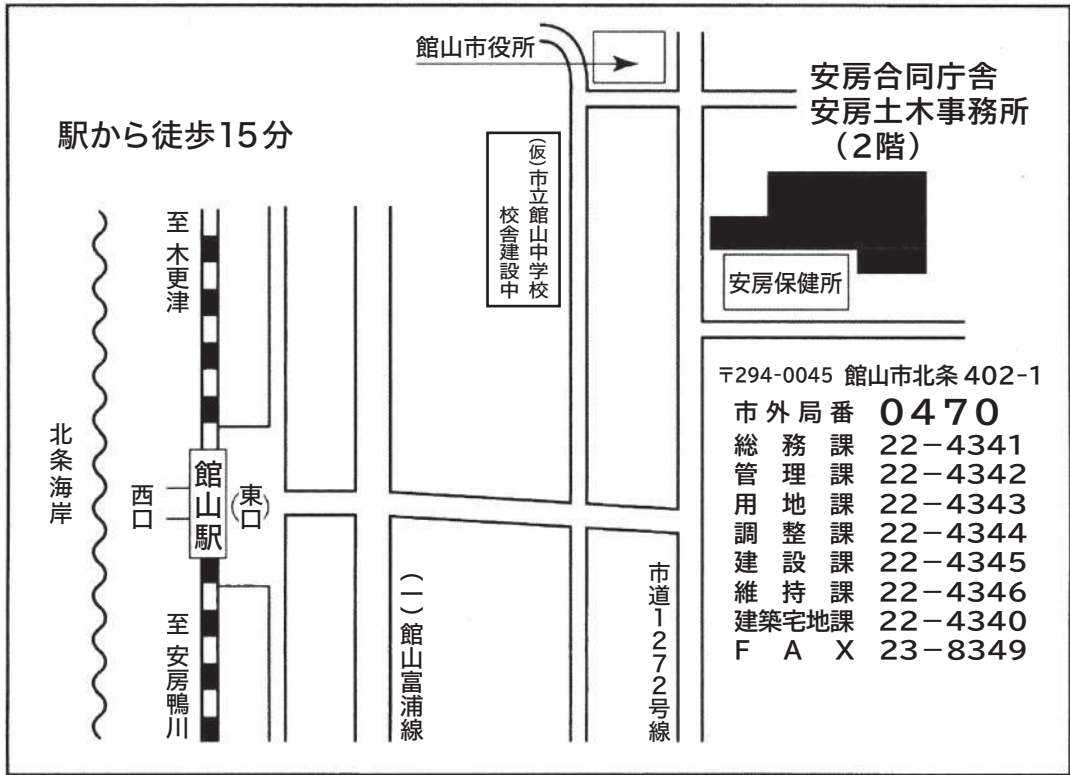 館山市役所
安房合同庁舎
安房土木事務所
（2階）
駅から徒歩15分
(仮)市立館山中学校
校舎建設中
至 木更津
安房保健所
北条海岸
西口
館山駅
(東口)
至 安房鴨川
(一)館山富浦線
市道1272号線
〒294-0045 館山市北条 402-1
市外局番 0470
総務課 22-4341
管理課 22-4342
用地課 22-4343
調整課 22-4344
建設課 22-4345
維持課 22-4346
建築宅地課 22-4340
FAX 23-8349